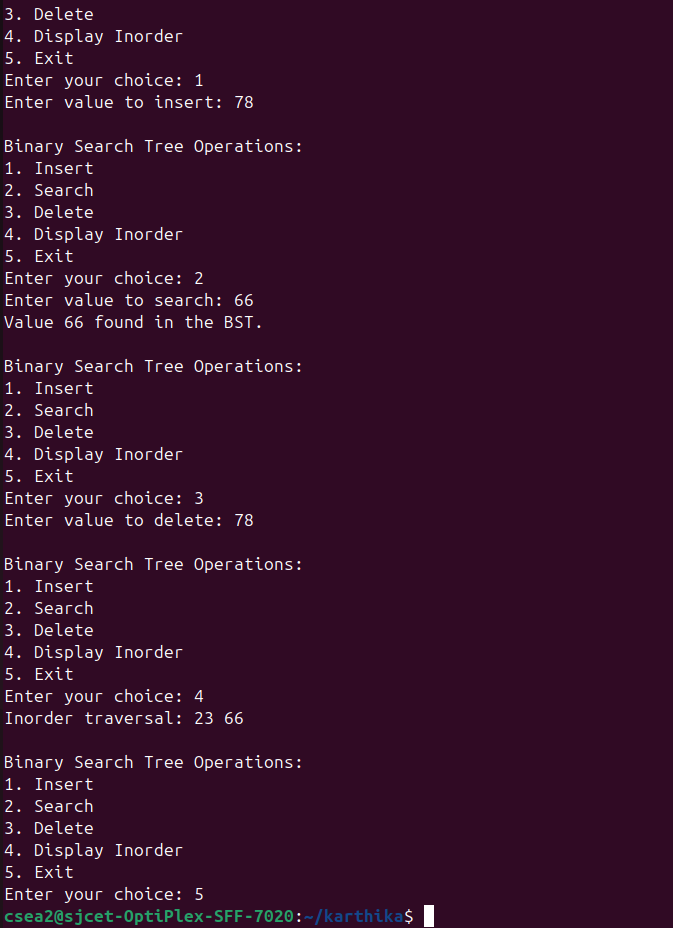 3. Delete
4. Display Inorder
5. Exit
Enter your choice: 1
Enter value to insert: 78
Binary Search Tree Operations:
1. Insert
2. Search
3. Delete
4. Display Inorder
5. Exit
Enter your choice: 2
Enter value to search: 66
Value 66 found in the BST.
Binary Search Tree Operations:
1. Insert
2. Search
3. Delete
4. Display Inorder
5. Exit
Enter your choice: 3
Enter value to delete: 78
Binary Search Tree Operations:
1. Insert
2. Search
3. Delete
4. Display Inorder
5. Exit
Enter your choice: 4
Inorder traversal: 23 66
Binary Search Tree Operations:
1. Insert
2. Search
3. Delete
4. Display Inorder
5. Exit
Enter your choice: 5
csea2@sjcet-OptiPlex-SFF-7020:~/karthika$